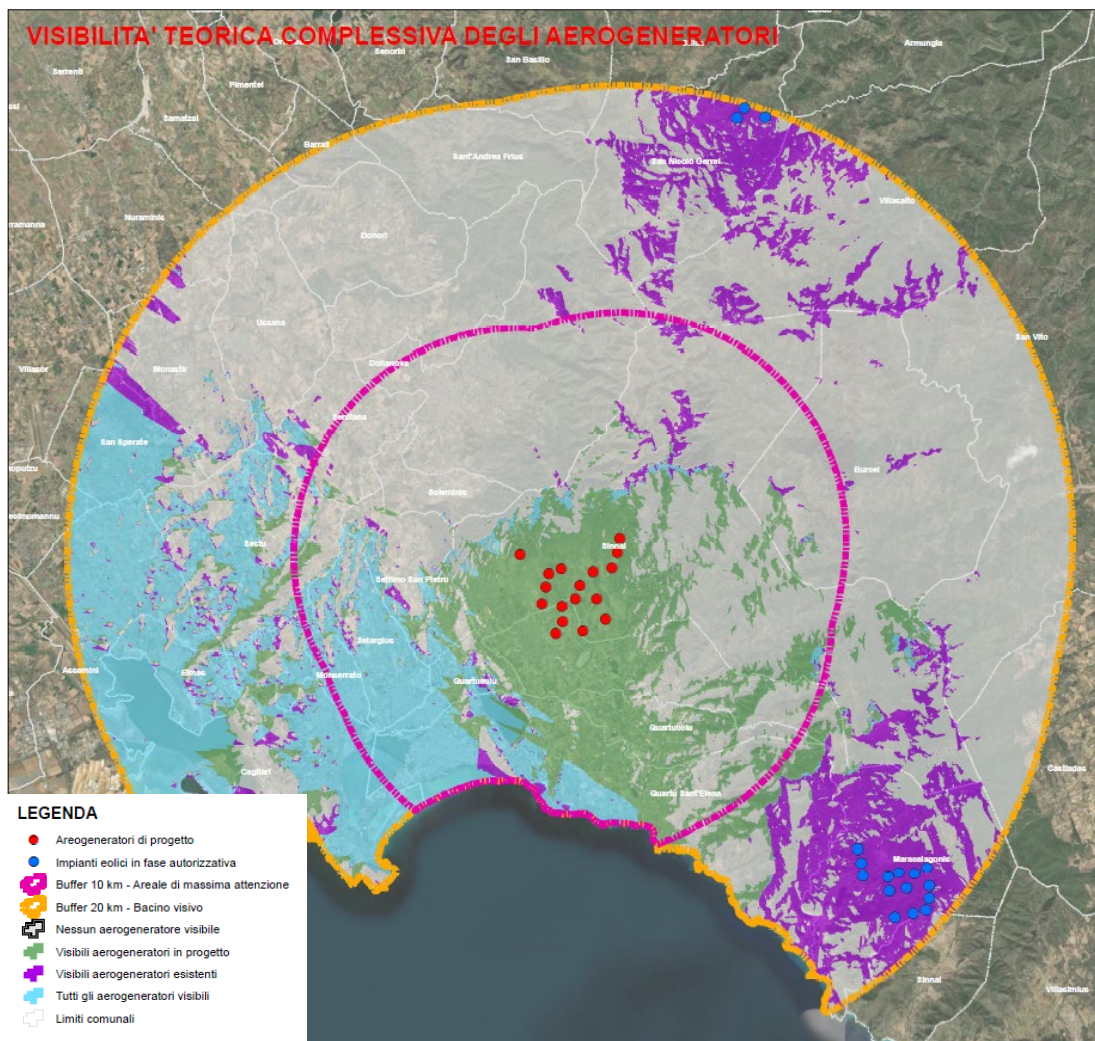 VISIBILITA' TEORICA COMPLESSIVA DEGLI AEROGENERATORI
Senorbì
Armungia
Serrenti
San Basilio
Pimentel
Samatzai
Barrali
Sant'Andrea Frius
San Nicolò Gerrei
Villasalto
Nuraminis
Donori
Ussana
San Vito
Dolianova
Villasor
Monastir
Serdiana
San Sperate
Burcei
Soleminis
Sestu
Sinnai
Settimo San Pietro
Selargius
Assemini
Elmas
Monserrato
Quartucciu
Quartucciu
Cagliari
Castiadas
Quartu Sant'Elena
Maracalagonis
Sinnai
Villasimius
LEGENDA
Areogeneratori di progetto
Impianti eolici in fase autorizzativa
Buffer 10 km - Areale di massima attenzione
Buffer 20 km - Bacino visivo
Nessun aerogeneratore visibile
Visibili aerogeneratori in progetto
Visibili aerogeneratori esistenti
Tutti gli aerogeneratori visibili
Limiti comunali